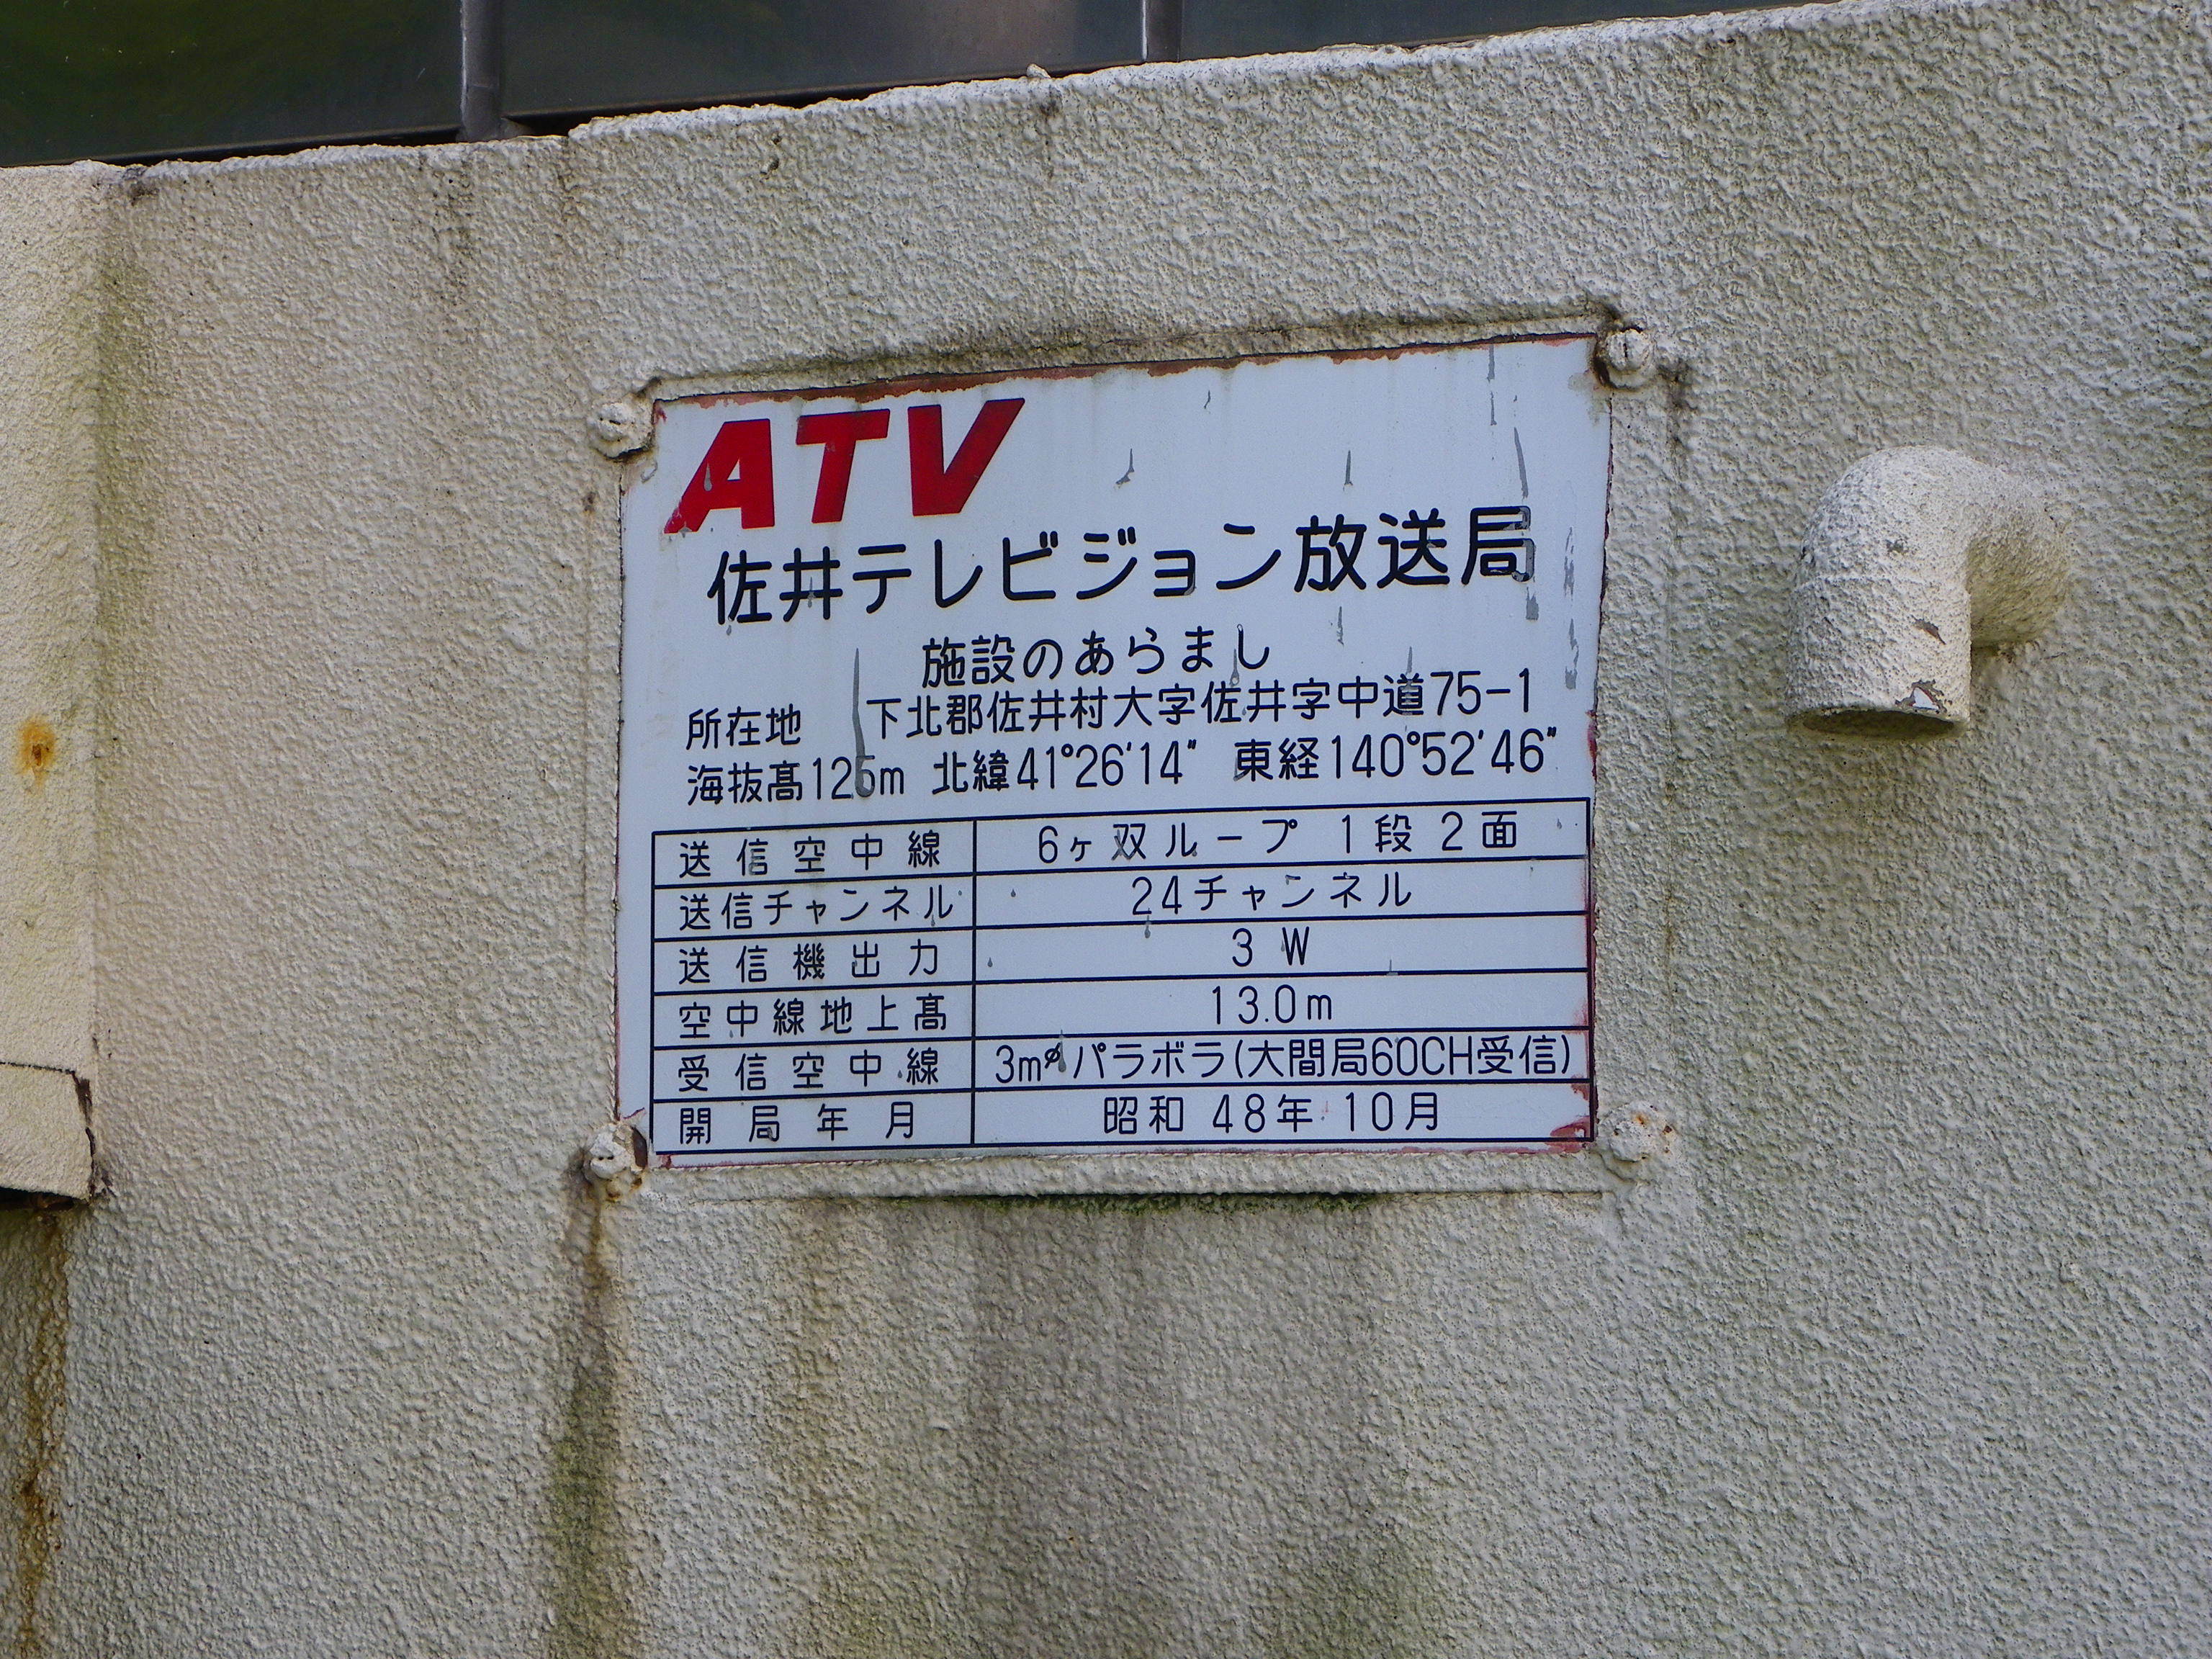 ATV
佐井テレビジョン放送局
施設のあらまし
所在地 下北郡佐井村大字佐井字中道75-1
海抜髙125m 北緯41°26'14" 東経140°52'46"
送信空中線 6ヶ双ループ 1段2面
送信チャンネル 24チャンネル
送信機出力 3W
空中線地上髙 13.0m
受信空中線 3mφパラボラ(大間局60CH受信)
開局年月 昭和48年10月